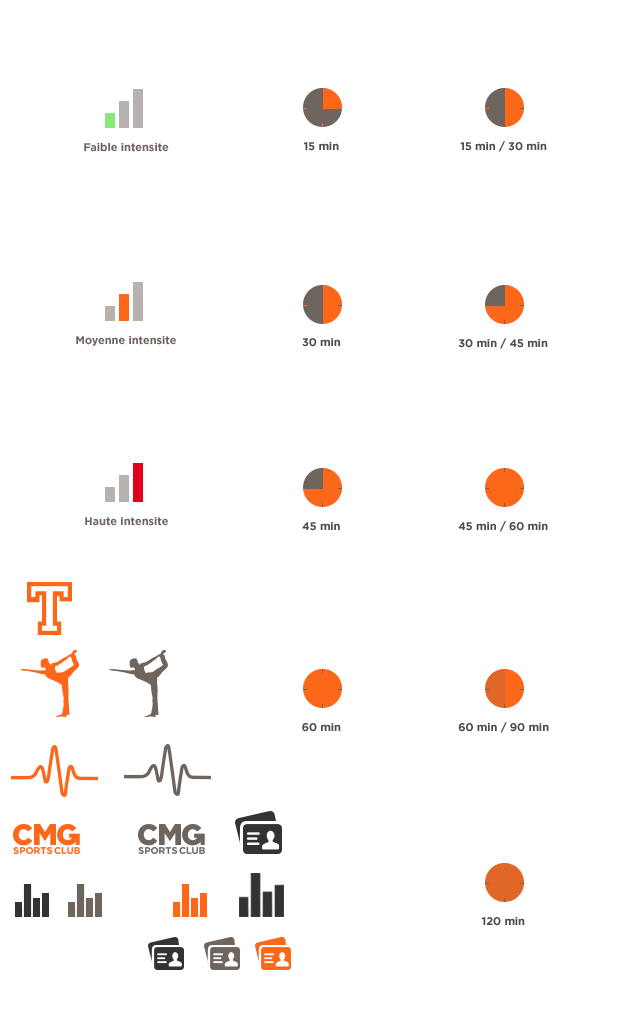 Faible intensite
15 min
15 min / 30 min
Moyenne intensite
30 min
30 min / 45 min
Haute intensite
45 min
45 min / 60 min
T
60 min
60 min / 90 min
CMG
SPORTS CLUB
CMG
SPORTS CLUB
120 min